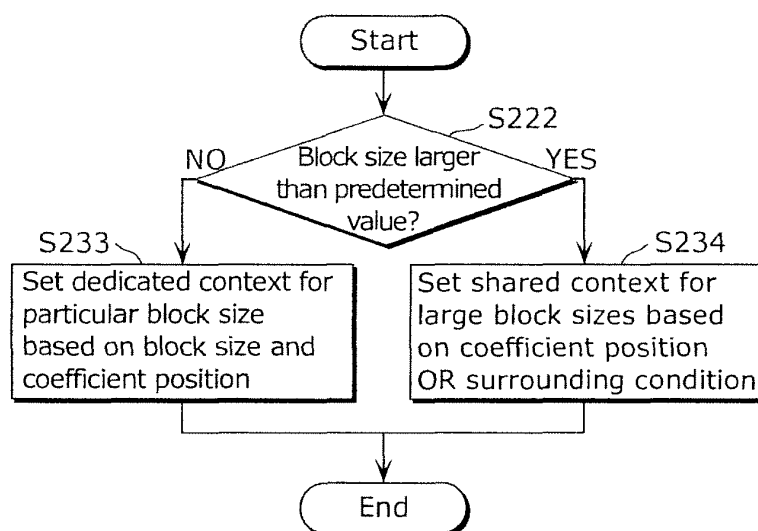 Start
S222
NO
YES
Block size larger
than predetermined
value?
S233
Set dedicated context for
particular block size
based on block size and
coefficient position
S234
Set shared context for
large block sizes based
on coefficient position
OR surrounding condition
End